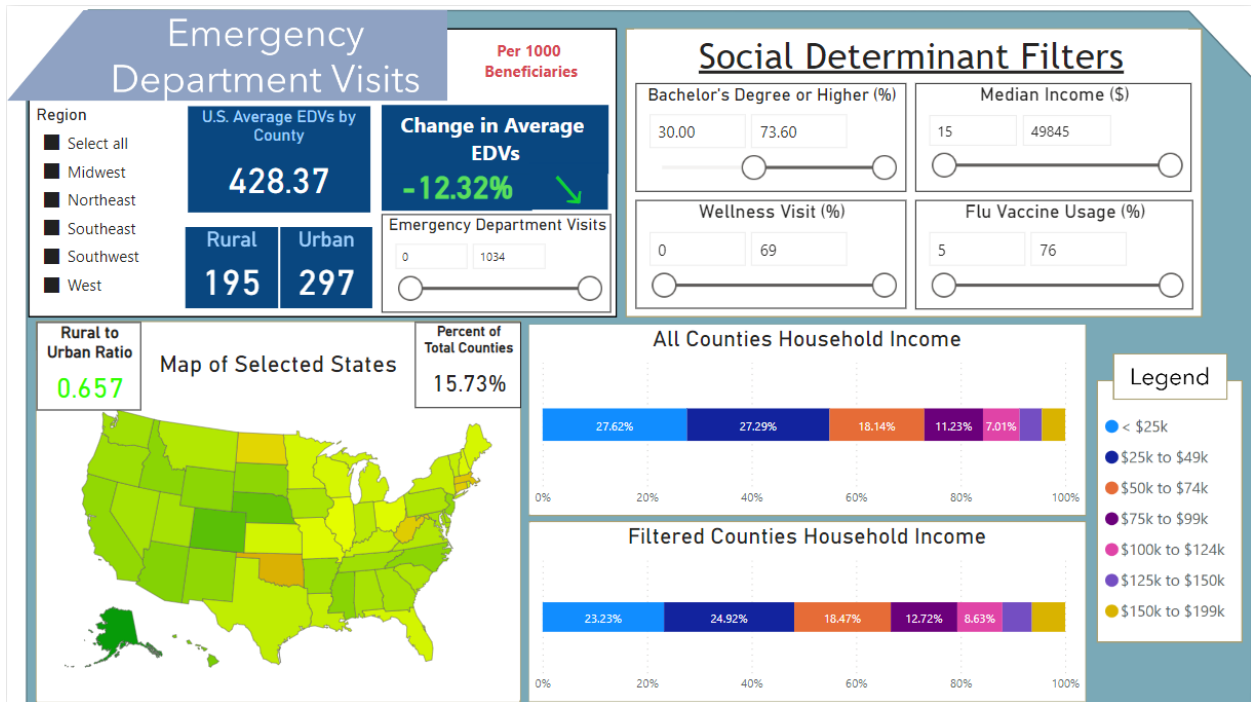 Emergency
Department Visits
Per 1000
Beneficiaries
Region
Select all
Midwest
Northeast
Southeast
Southwest
West
U.S. Average EDVs by
County
428.37
Change in Average
EDVs
-12.32%
Rural
195
Urban
297
Emergency Department Visits
0
1034
Social Determinant Filters
Bachelor's Degree or Higher (%)
30.00
73.60
Median Income ($)
15
49845
Wellness Visit (%)
0
69
Flu Vaccine Usage (%)
5
76
Rural to
Urban Ratio
0.657
Map of Selected States
Percent of
Total Counties
15.73%
All Counties Household Income
27.62%
27.29%
18.14%
11.23%
7.01%
0%
20%
40%
60%
80%
100%
Filtered Counties Household Income
23.23%
24.92%
18.47%
12.72%
8.63%
0%
20%
40%
60%
80%
100%
Legend
< $25k
$25k to $49k
$50k to $74k
$75k to $99k
$100k to $124k
$125k to $150k
$150k to $199k